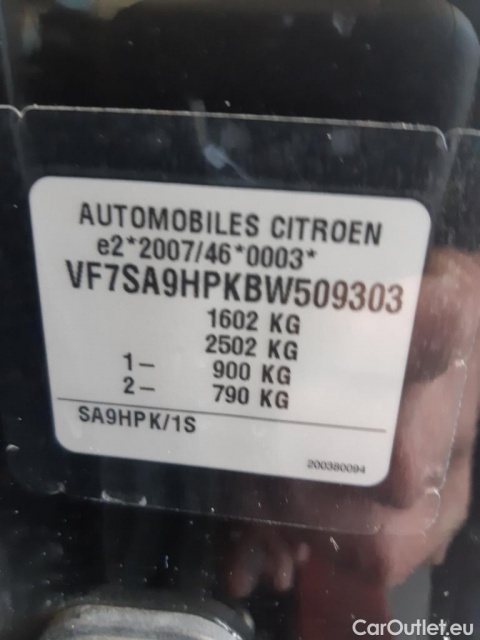 AUTOMOBILES CITROEN
e2*2007/46*0003*
VF7SA9HPKBW509303
1602 KG
2502 KG
1- 900 KG
2- 790 KG
SA9HPK/1S
200380094
CarOutlet.eu